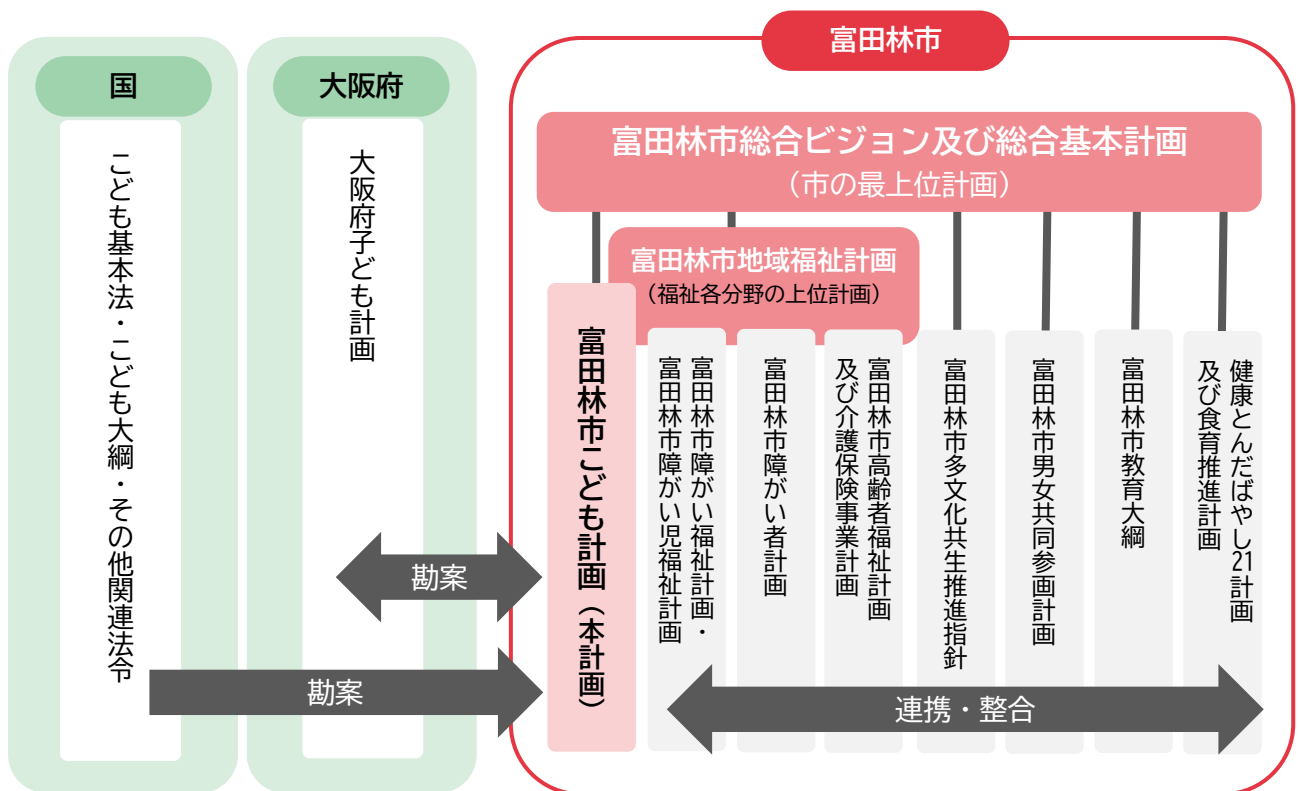 国
こども基本法・こども大綱・その他関連法令
大阪府
大阪府子ども計画
富田林市
富田林市総合ビジョン及び総合基本計画
（市の最上位計画）
富田林市地域福祉計画
（福祉各分野の上位計画）
富田林市こども計画（本計画）
富田林市障がい福祉計画・
富田林市障がい児福祉計画
富田林市障がい者計画
富田林市高齢者福祉計画
及び介護保険事業計画
富田林市多文化共生推進指針
富田林市男女共同参画計画
富田林市教育大綱
健康とんだばやし21計画
及び食育推進計画
勘案
勘案
連携・整合